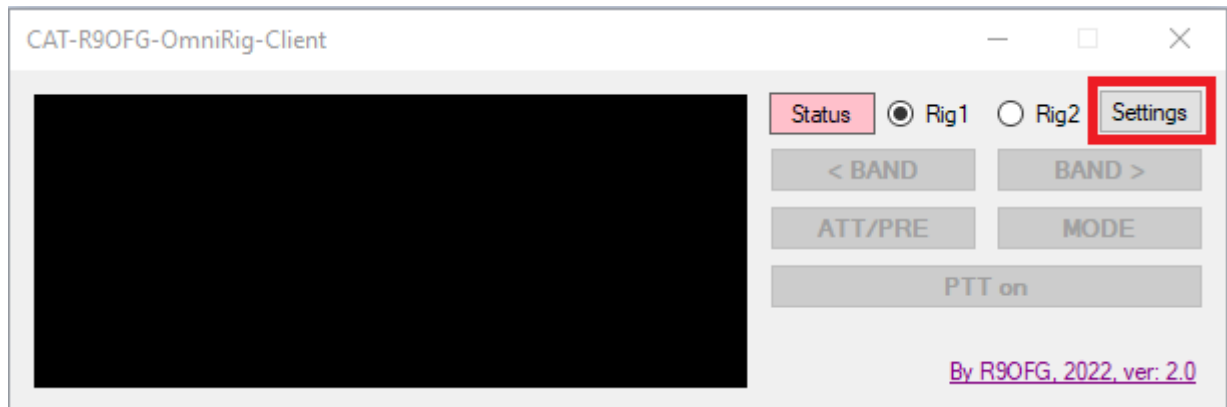 CAT-R9OFG-OmniRig-Client
Status Rig1 Rig2 Settings
< BAND BAND >
ATT/PRE MODE
PTT on
By R9OFG, 2022, ver: 2.0